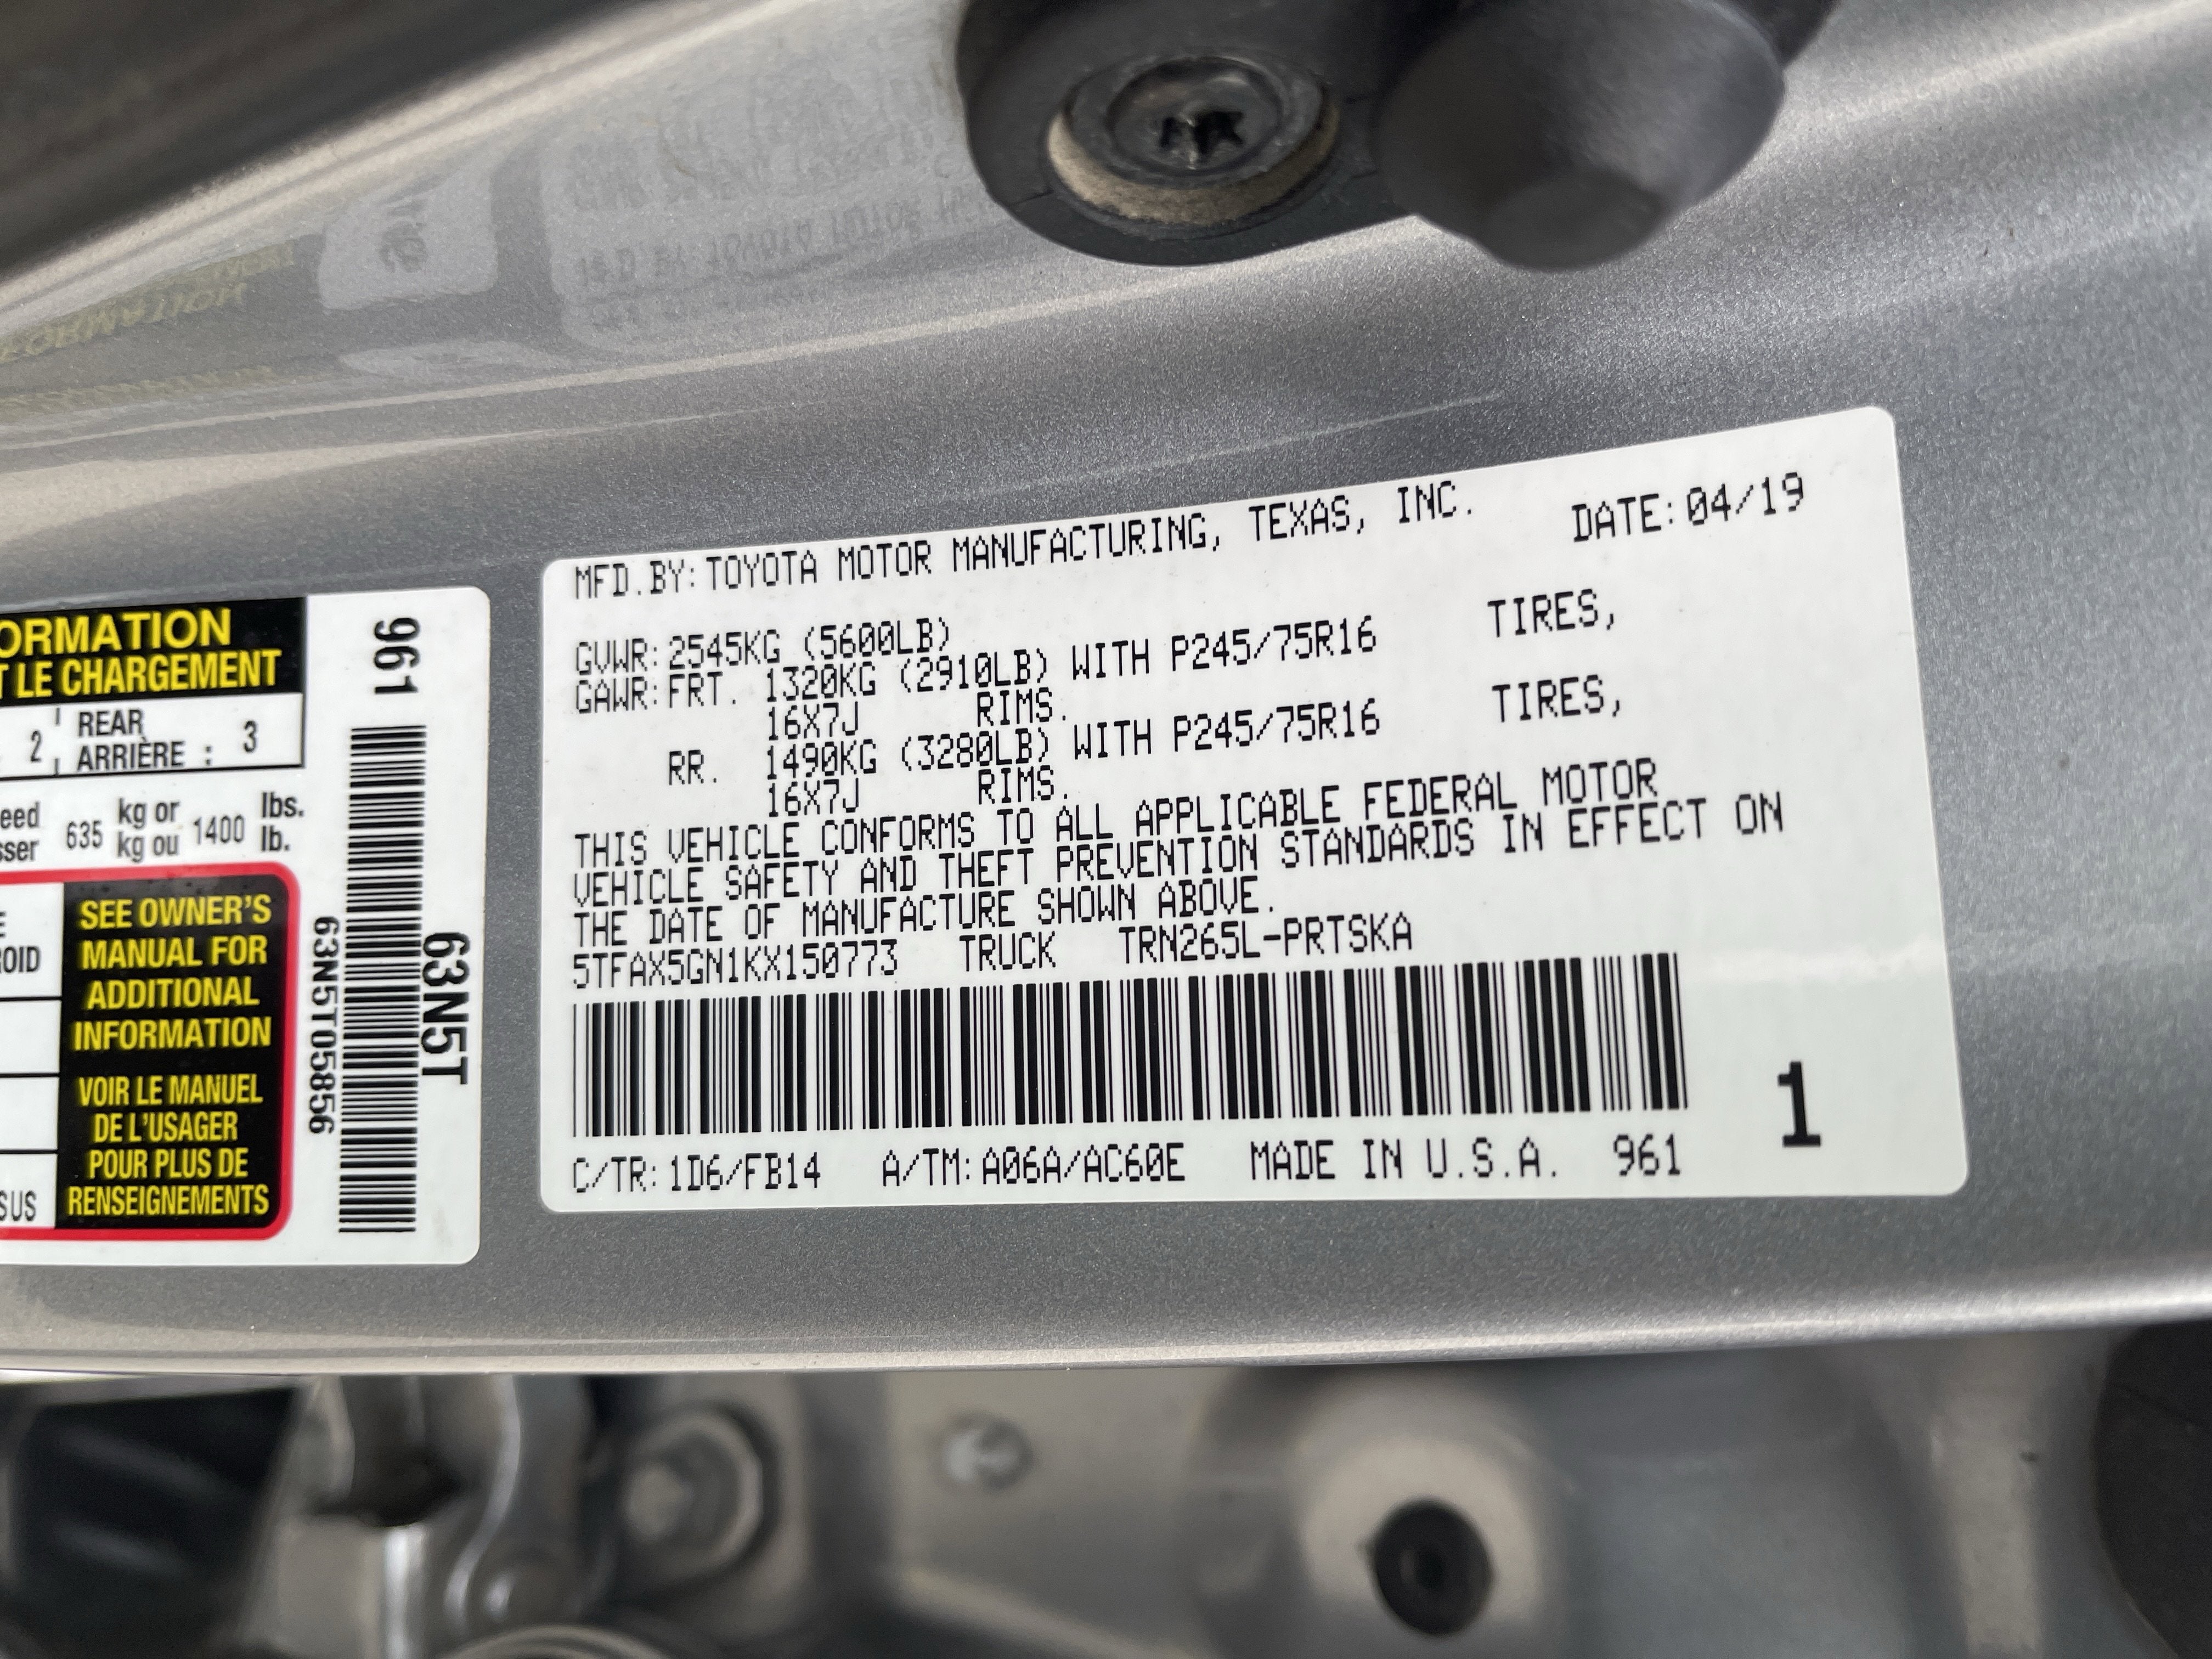 MFD.BY:TOYOTA MOTOR MANUFACTURING, TEXAS, INC. DATE:04/19
GVWR:2545KG (5600LB)
GAWR:FRT. 1320KG (2910LB) WITH P245/75R16 TIRES,
16X7J RIMS.
RR. 1490KG (3280LB) WITH P245/75R16 TIRES,
16X7J RIMS.
THIS VEHICLE CONFORMS TO ALL APPLICABLE FEDERAL MOTOR
VEHICLE SAFETY AND THEFT PREVENTION STANDARDS IN EFFECT ON
THE DATE OF MANUFACTURE SHOWN ABOVE.
5TFAX5GN1KX150773 TRUCK TRN265L-PRTSKA
1
C/TR:1D6/FB14 A/TM:A06A/AC60E MADE IN U.S.A. 961
ORMATION
T LE CHARGEMENT
2 REAR
ARRIÈRE : 3
eed 635 kg or 1400 lbs.
sser kg ou lb.
SEE OWNER'S
MANUAL FOR
ADDITIONAL
INFORMATION
VOIR LE MANUEL
DE L'USAGER
POUR PLUS DE
RENSEIGNEMENTS
E
ROID
SUS
961
63N5T
63N5T05856